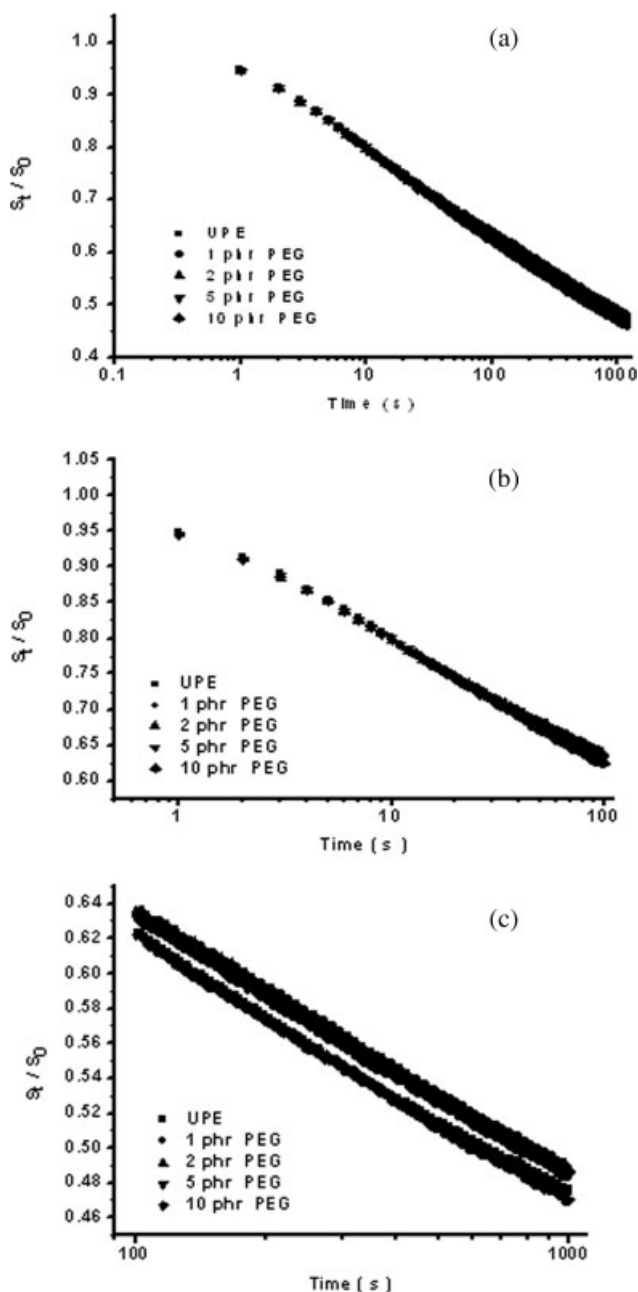 (a)
1.0
0.9
0.8
0.7
0.6
0.5
0.4
St / S0
UPE
1 phr PEG
2 phr PEG
5 phr PEG
10 phr PEG
0.1 1 10 100 1000
Time (s)
(b)
1.05
1.00
0.95
0.90
0.85
0.80
0.75
0.70
0.65
0.60
St / S0
UPE
1 phr PEG
2 phr PEG
5 phr PEG
10 phr PEG
1 10 100
Time (s)
(c)
0.64
0.62
0.60
0.58
0.56
0.54
0.52
0.50
0.48
0.46
St / S0
UPE
1 phr PEG
2 phr PEG
5 phr PEG
10 phr PEG
100 1000
Time (s)